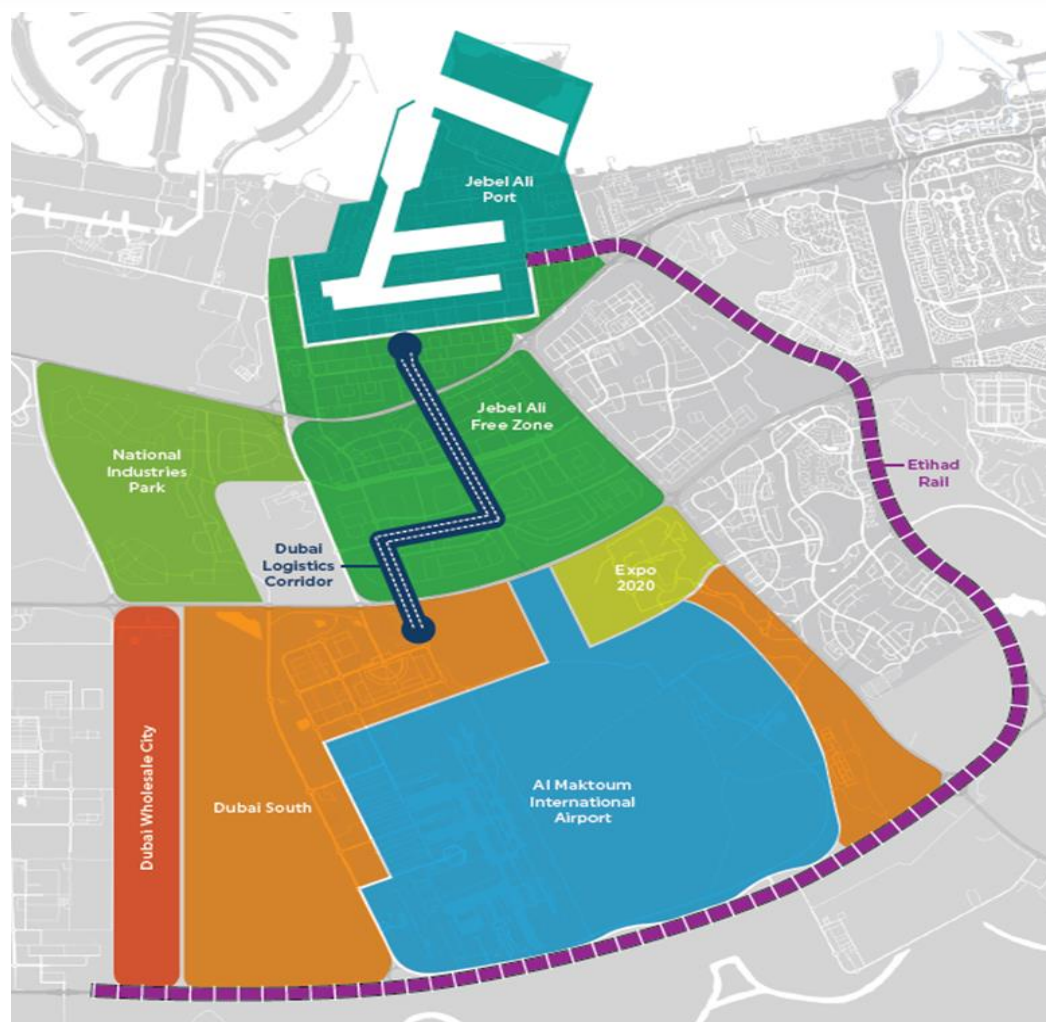 Jebel Ali
Port
Jebel Ali
Free Zone
National
Industries
Park
Etihad
Rail
Dubai
Logistics
Corridor
Expo
2020
Dubai Wholesale City
Dubai South
Al Maktoum
International
Airport